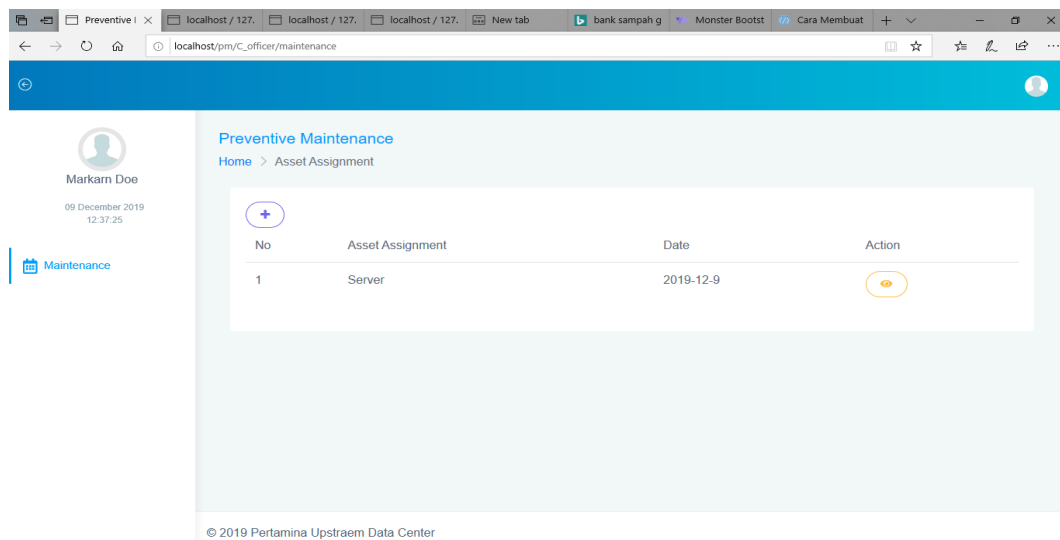 Preventive I
localhost / 127.
localhost / 127.
localhost / 127.
New tab
bank sampah g
Monster Bootst
Cara Membuat
localhost/pm/C_officer/maintenance
Markarn Doe
09 December 2019
12:37:25
Maintenance
Preventive Maintenance
Home > Asset Assignment
No Asset Assignment Date Action
1 Server 2019-12-9
© 2019 Pertamina Upstraem Data Center